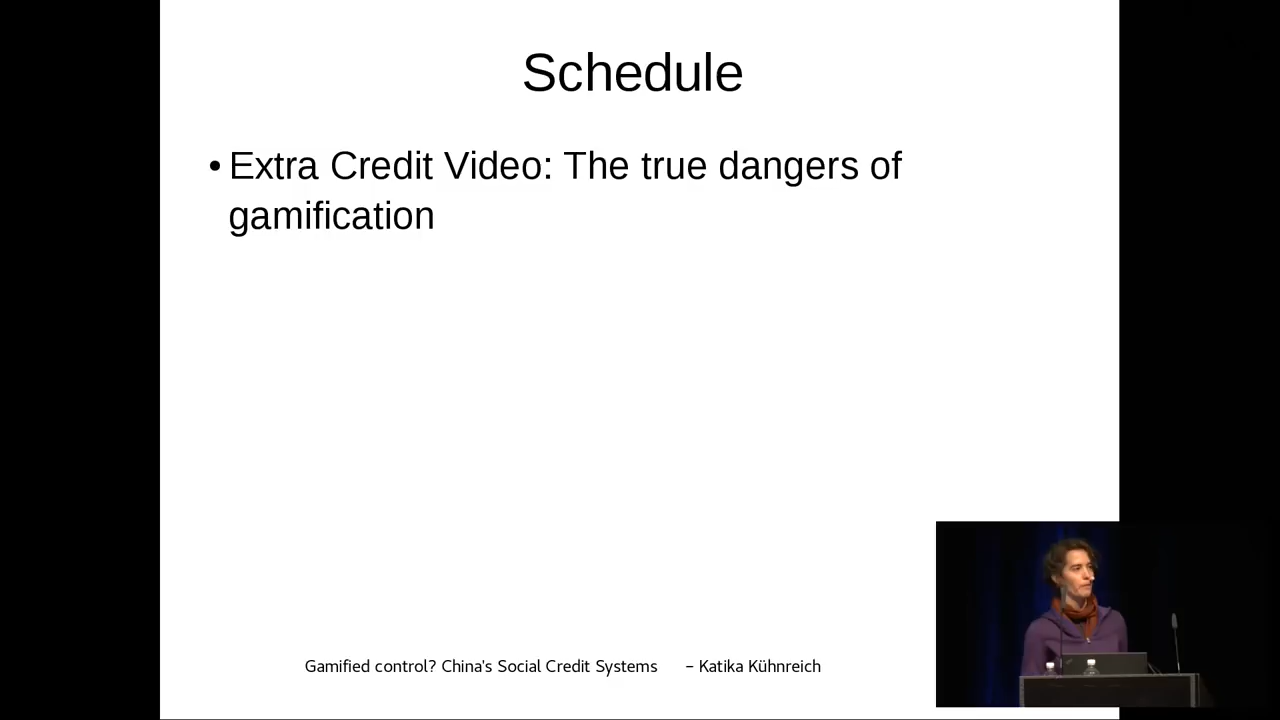 Schedule
• Extra Credit Video: The true dangers of
gamification
Gamified control? China's Social Credit Systems – Katika Kühnreich